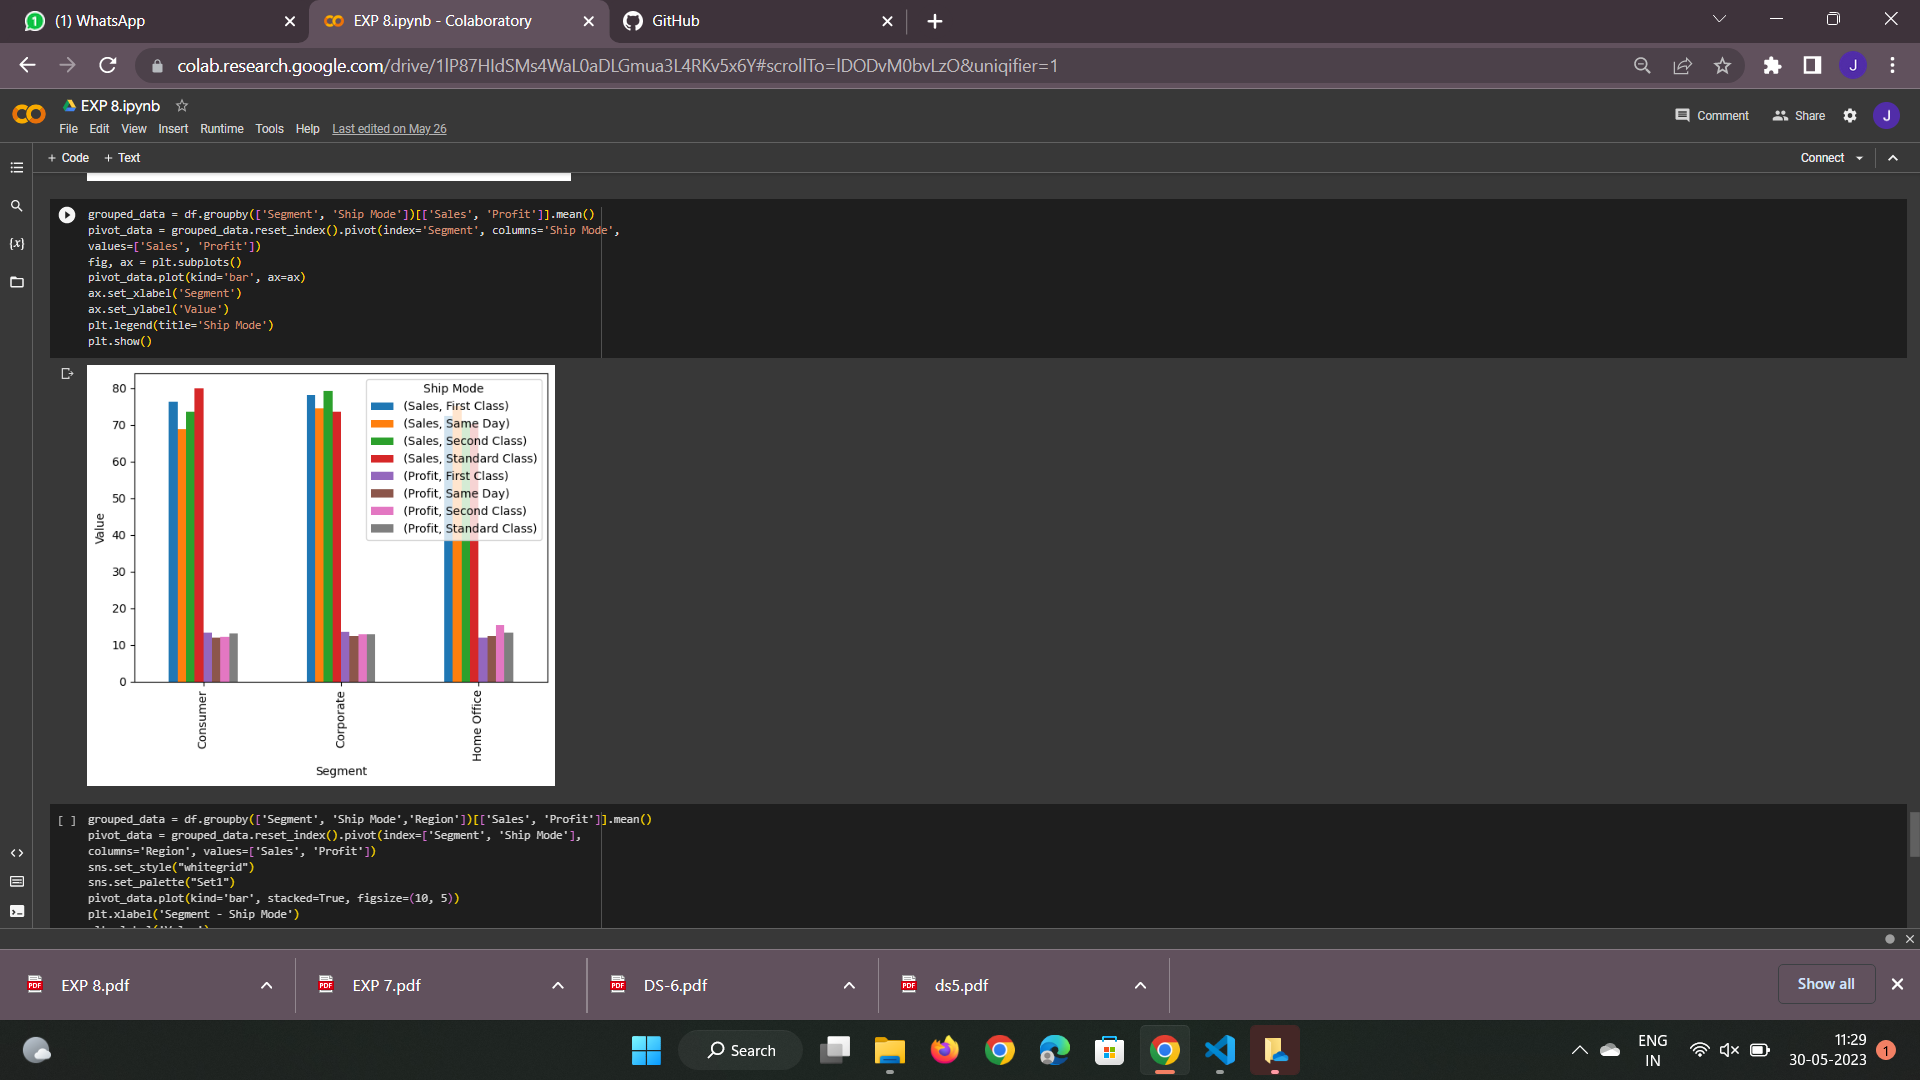 (1) WhatsApp
EXP 8.ipynb - Colaboratory
GitHub
colab.research.google.com/drive/1lP87HIdSMs4WaL0aDLGmua3L4RKv5x6Y#scrollTo=lDODvM0bvLzO&uniqifier=1
J
EXP 8.ipynb
File Edit View Insert Runtime Tools Help Last edited on May 26
Comment
Share
J
+ Code + Text
Connect
{x}
grouped_data = df.groupby(['Segment', 'Ship Mode'])[['Sales', 'Profit']].mean()
pivot_data = grouped_data.reset_index().pivot(index='Segment', columns='Ship Mode',
values=['Sales', 'Profit'])
fig, ax = plt.subplots()
pivot_data.plot(kind='bar', ax=ax)
ax.set_xlabel('Segment')
ax.set_ylabel('Value')
plt.legend(title='Ship Mode')
plt.show()
80
70
60
50
40
30
20
10
0
Value
Ship Mode
(Sales, First Class)
(Sales, Same Day)
(Sales, Second Class)
(Sales, Standard Class)
(Profit, First Class)
(Profit, Same Day)
(Profit, Second Class)
(Profit, Standard Class)
Consumer
Corporate
Home Office
Segment
[ ]
grouped_data = df.groupby(['Segment', 'Ship Mode','Region'])[['Sales', 'Profit']].mean()
pivot_data = grouped_data.reset_index().pivot(index=['Segment', 'Ship Mode'],
columns='Region', values=['Sales', 'Profit'])
sns.set_style("whitegrid")
sns.set_palette("Set1")
pivot_data.plot(kind='bar', stacked=True, figsize=(10, 5))
plt.xlabel('Segment - Ship Mode')
PDF EXP 8.pdf
PDF EXP 7.pdf
PDF DS-6.pdf
PDF ds5.pdf
Show all
Search
ENG
IN
11:29
30-05-2023
1